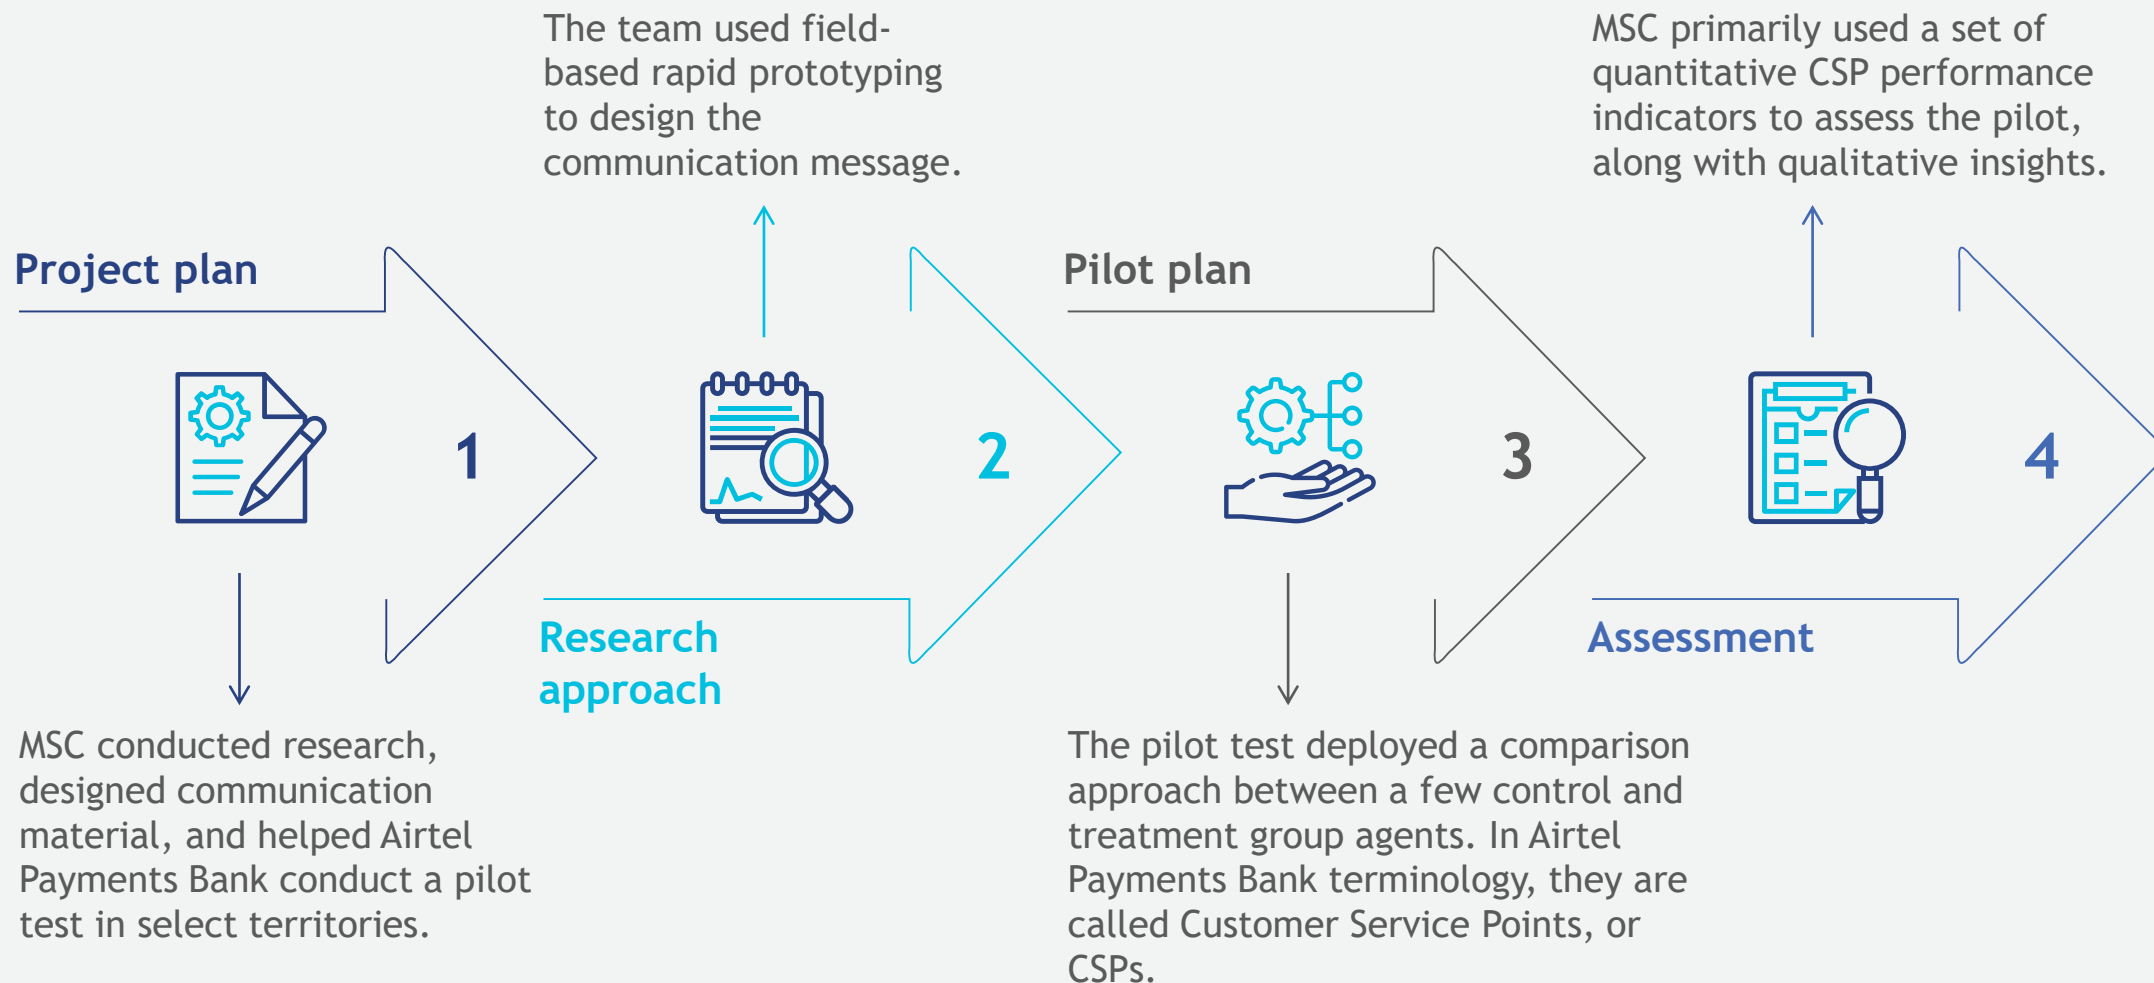 Project plan
1
MSC conducted research,
designed communication
material, and helped Airtel
Payments Bank conduct a pilot
test in select territories.
The team used field-
based rapid prototyping
to design the
communication message.
2
Research
approach
Pilot plan
3
The pilot test deployed a comparison
approach between a few control and
treatment group agents. In Airtel
Payments Bank terminology, they are
called Customer Service Points, or
CSPs.
MSC primarily used a set of
quantitative CSP performance
indicators to assess the pilot,
along with qualitative insights.
4
Assessment